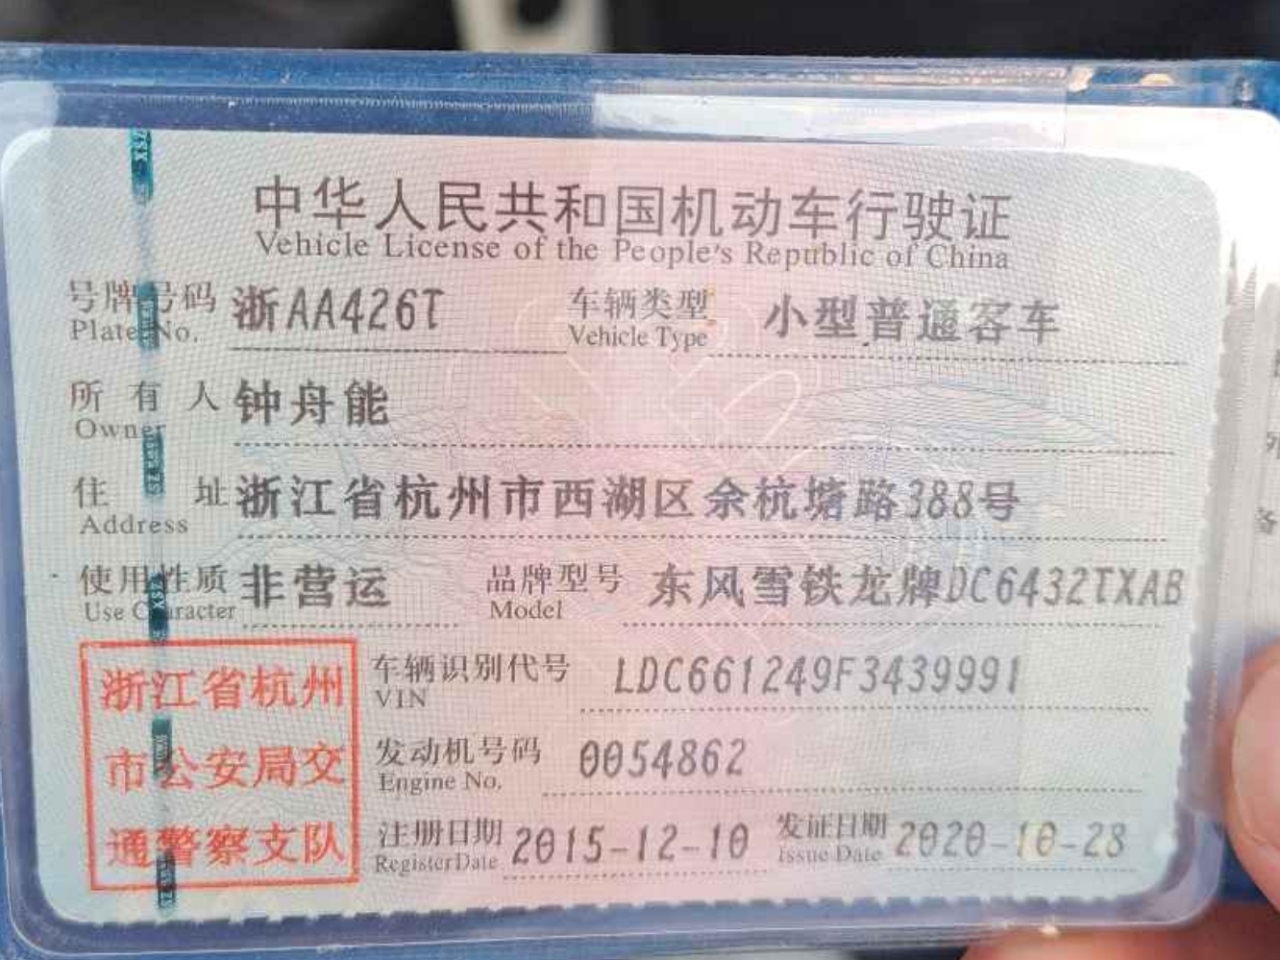 中华人民共和国机动车行驶证
Vehicle License of the People's Republic of China
号牌号码 浙AA426T 车辆类型 小型普通客车
Plate No. Vehicle Type
所有人 钟舟能
Owner
住址 浙江省杭州市西湖区余杭塘路388号
Address
使用性质 非营运 品牌型号 东风雪铁龙牌DC6432TXAB
Use Character Model
车辆识别代号 LDC661249F3439991
VIN
发动机号码 0054862
Engine No.
注册日期 2015-12-10 发证日期 2020-10-28
Register Date Issue Date
浙江省杭州
市公安局交
通警察支队